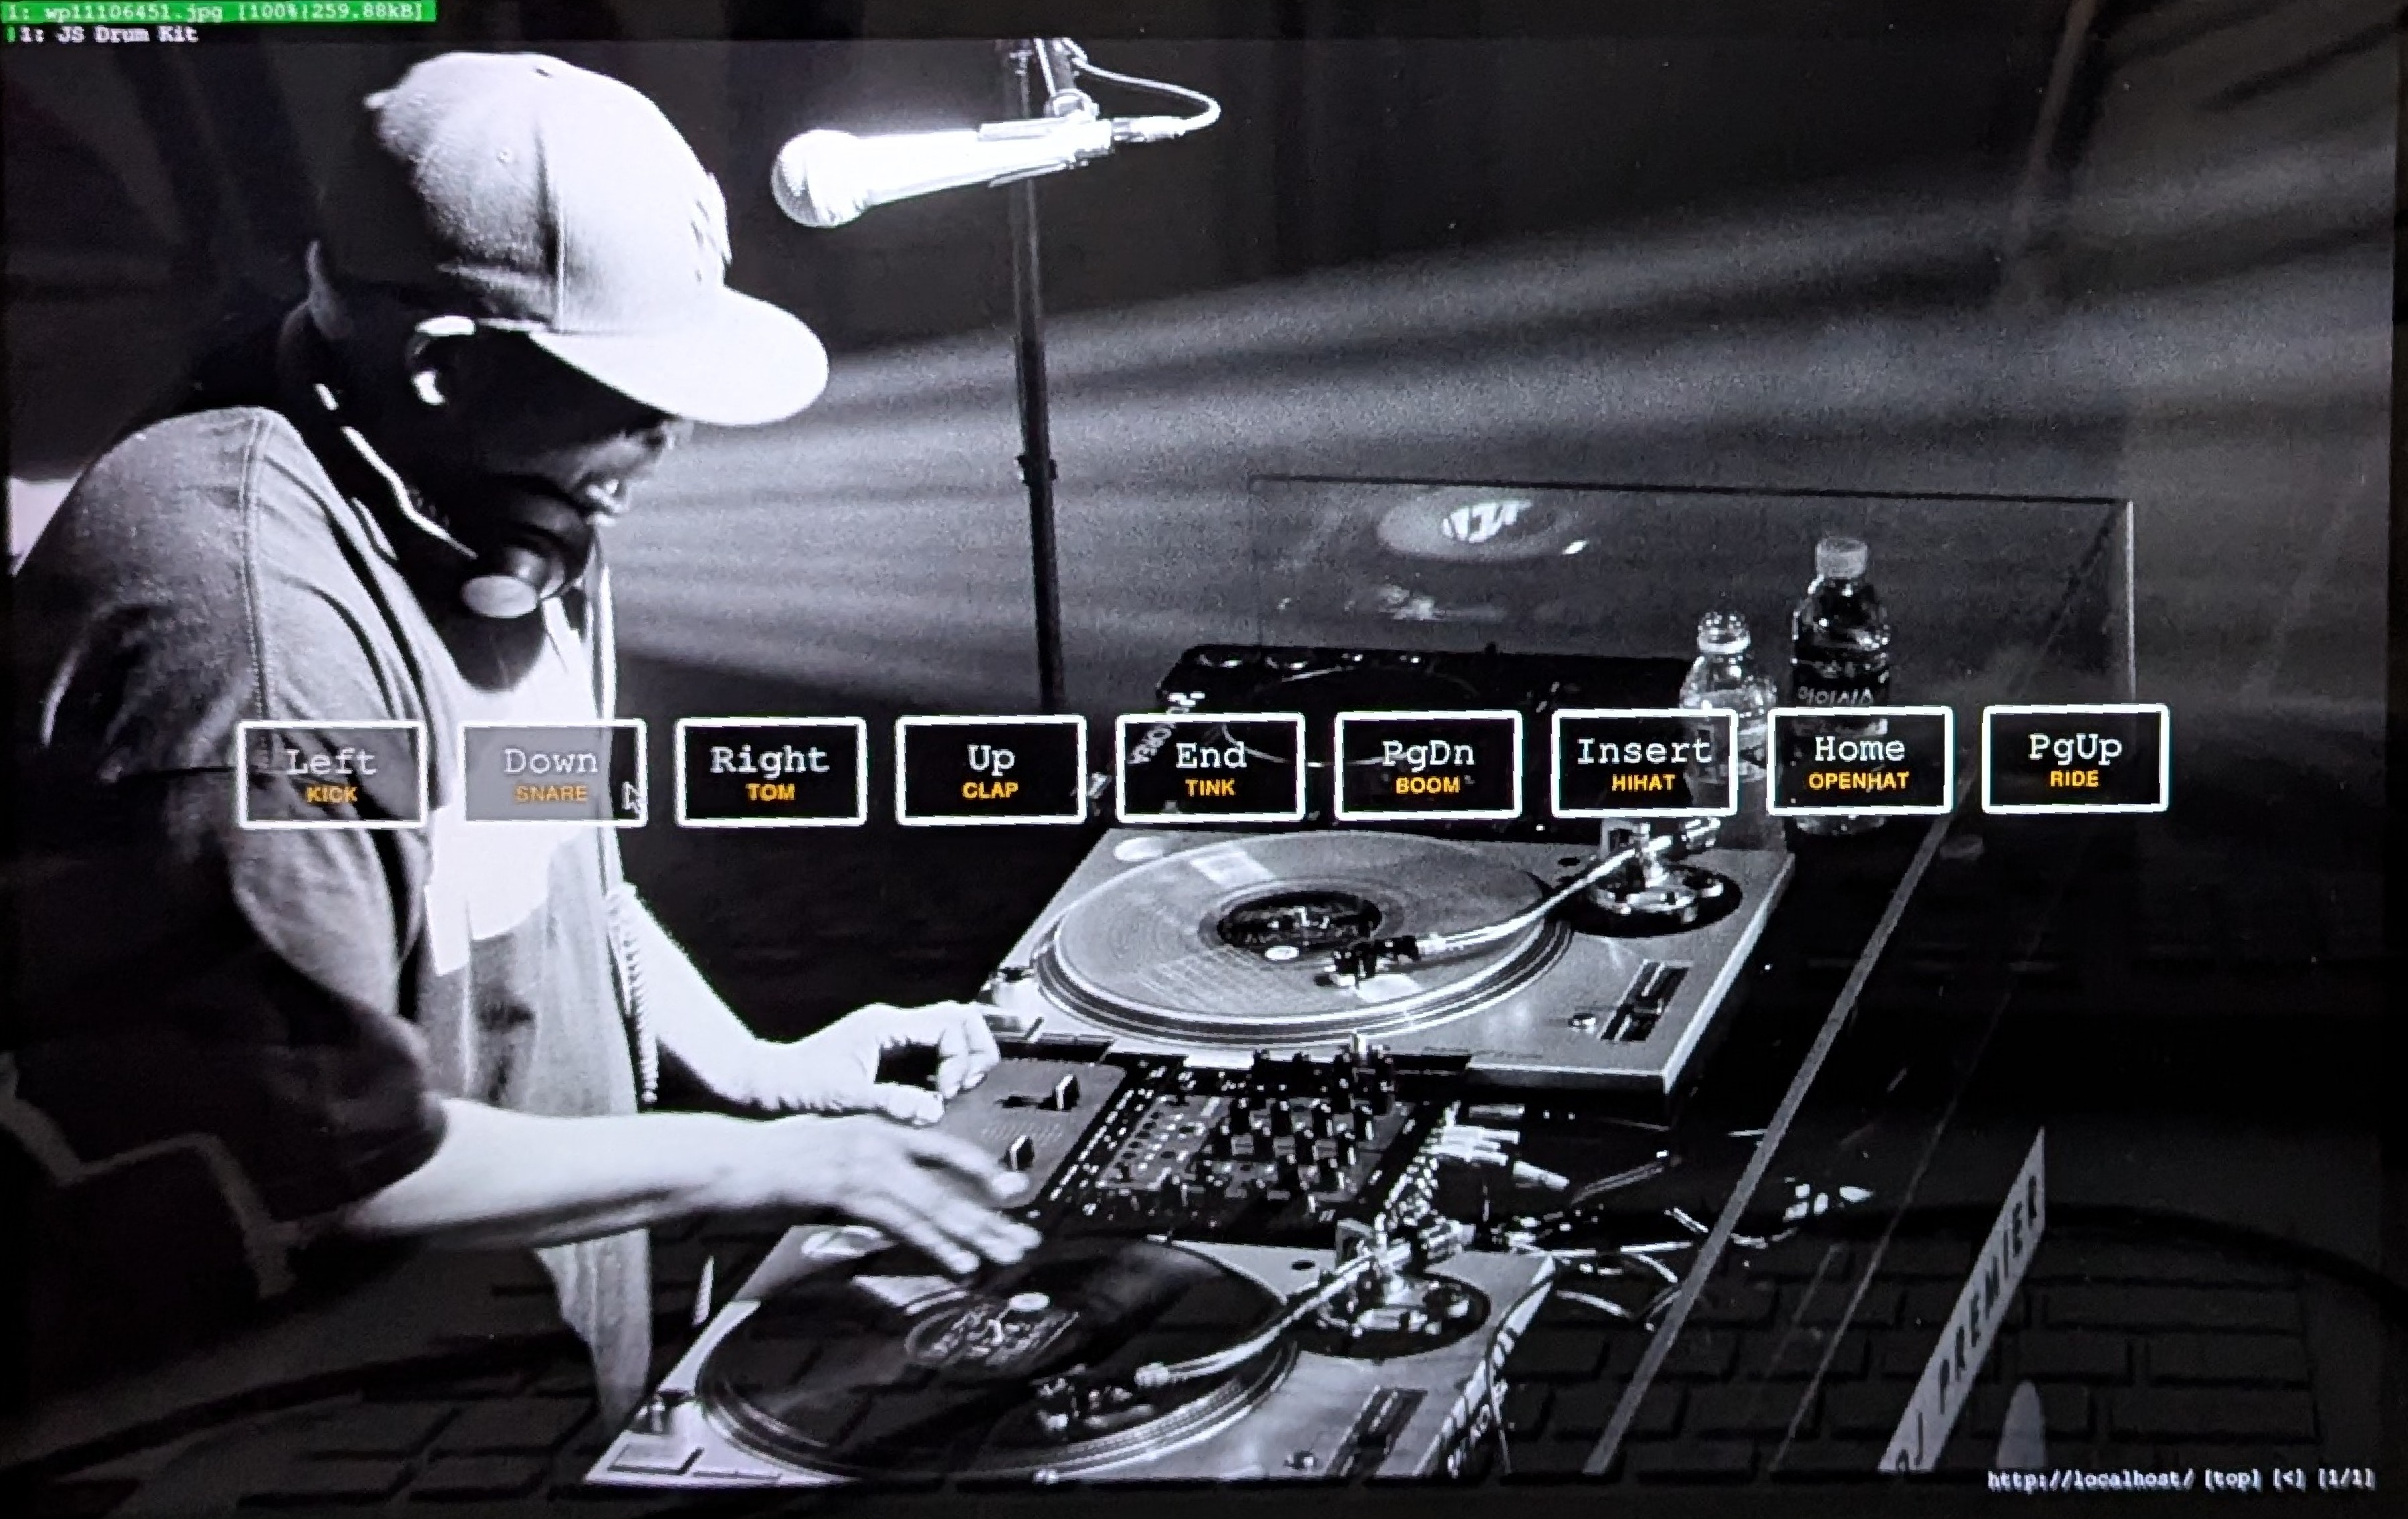 1: wp11106451.jpg [100%|259.88kB]
1: JS Drum Kit
Left
KICK
Down
SNARE
Right
TOM
Up
CLAP
End
TINK
PgDn
BOOM
Insert
HIHAT
Home
OPENHAT
PgUp
RIDE
DJ PREMIER
http://localhost/ [top] [<] [1/1]